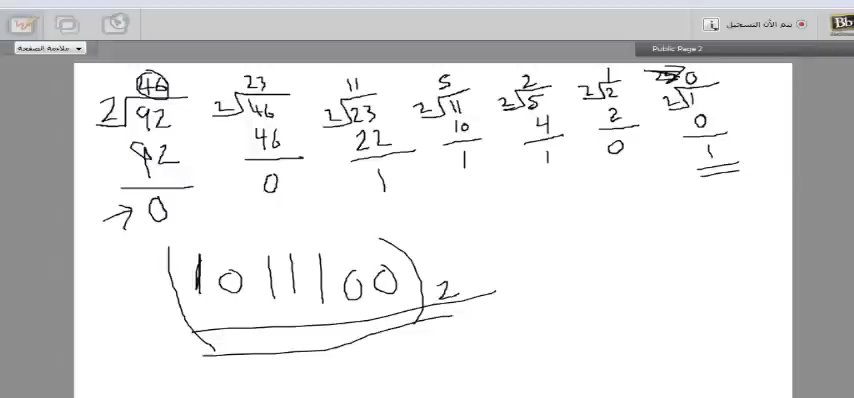 يتم الآن التسجيل
Bb
ملاءمة الصفحة
Public Page 2
46 23 11 5 2 1 0
2 92 2 46 2 23 2 11 2 5 2 2 2 1
92 46 22 10 4 2 0
→ 0 0 1 1 1 0 1
(1011100)2